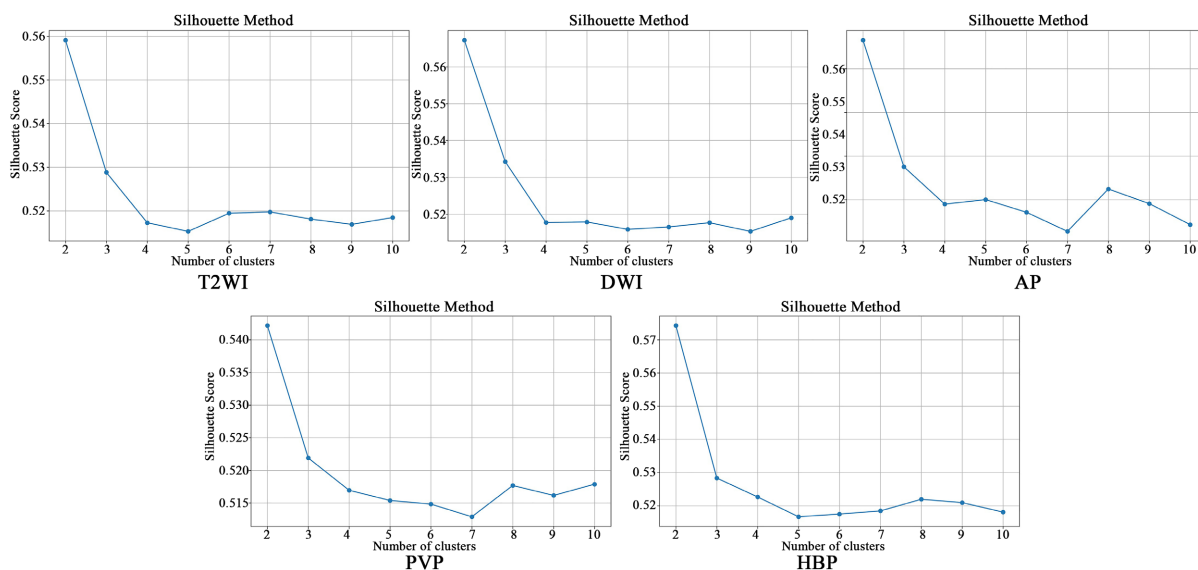 Silhouette Method
Silhouette Score
0.56
0.55
0.54
0.53
0.52
2 3 4 5 6 7 8 9 10
Number of clusters
T2WI
Silhouette Method
Silhouette Score
0.56
0.55
0.54
0.53
0.52
2 3 4 5 6 7 8 9 10
Number of clusters
DWI
Silhouette Method
Silhouette Score
0.56
0.55
0.54
0.53
0.52
2 3 4 5 6 7 8 9 10
Number of clusters
AP
Silhouette Method
Silhouette Score
0.540
0.535
0.530
0.525
0.520
0.515
2 3 4 5 6 7 8 9 10
Number of clusters
PVP
Silhouette Method
Silhouette Score
0.57
0.56
0.55
0.54
0.53
0.52
2 3 4 5 6 7 8 9 10
Number of clusters
HBP